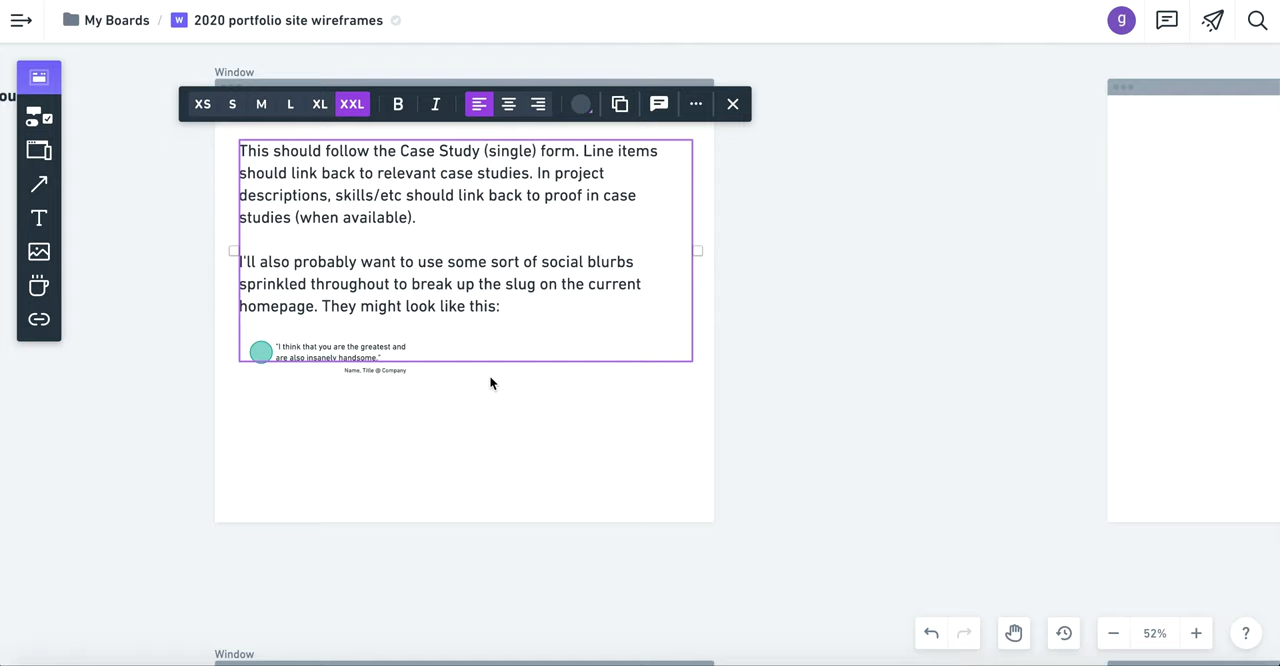 My Boards / W 2020 portfolio site wireframes
g
ou
Window
XS S M L XL XXL B I
This should follow the Case Study (single) form. Line items
should link back to relevant case studies. In project
descriptions, skills/etc should link back to proof in case
studies (when available).
I'll also probably want to use some sort of social blurbs
sprinkled throughout to break up the slug on the current
homepage. They might look like this:
"I think that you are the greatest and
are also insanely handsome."
Name, Title @ Company
T
52%
?
Window